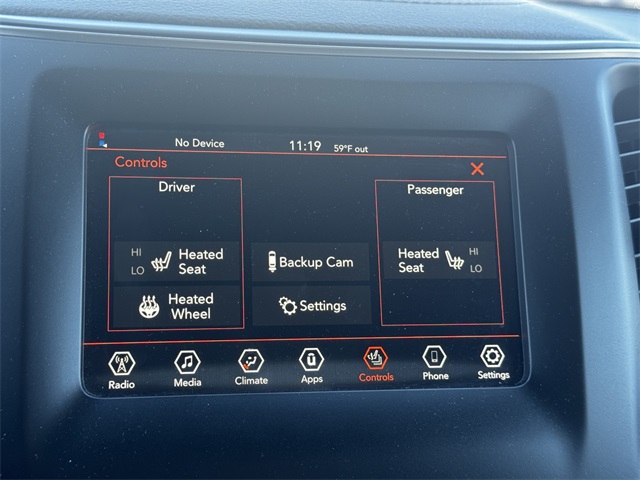 No Device 11:19 59°F out
Controls
Driver
HI
LO
Heated
Seat
Heated
Wheel
Backup Cam
Settings
Passenger
Heated
Seat
HI
LO
Radio Media Climate Apps Controls Phone Settings